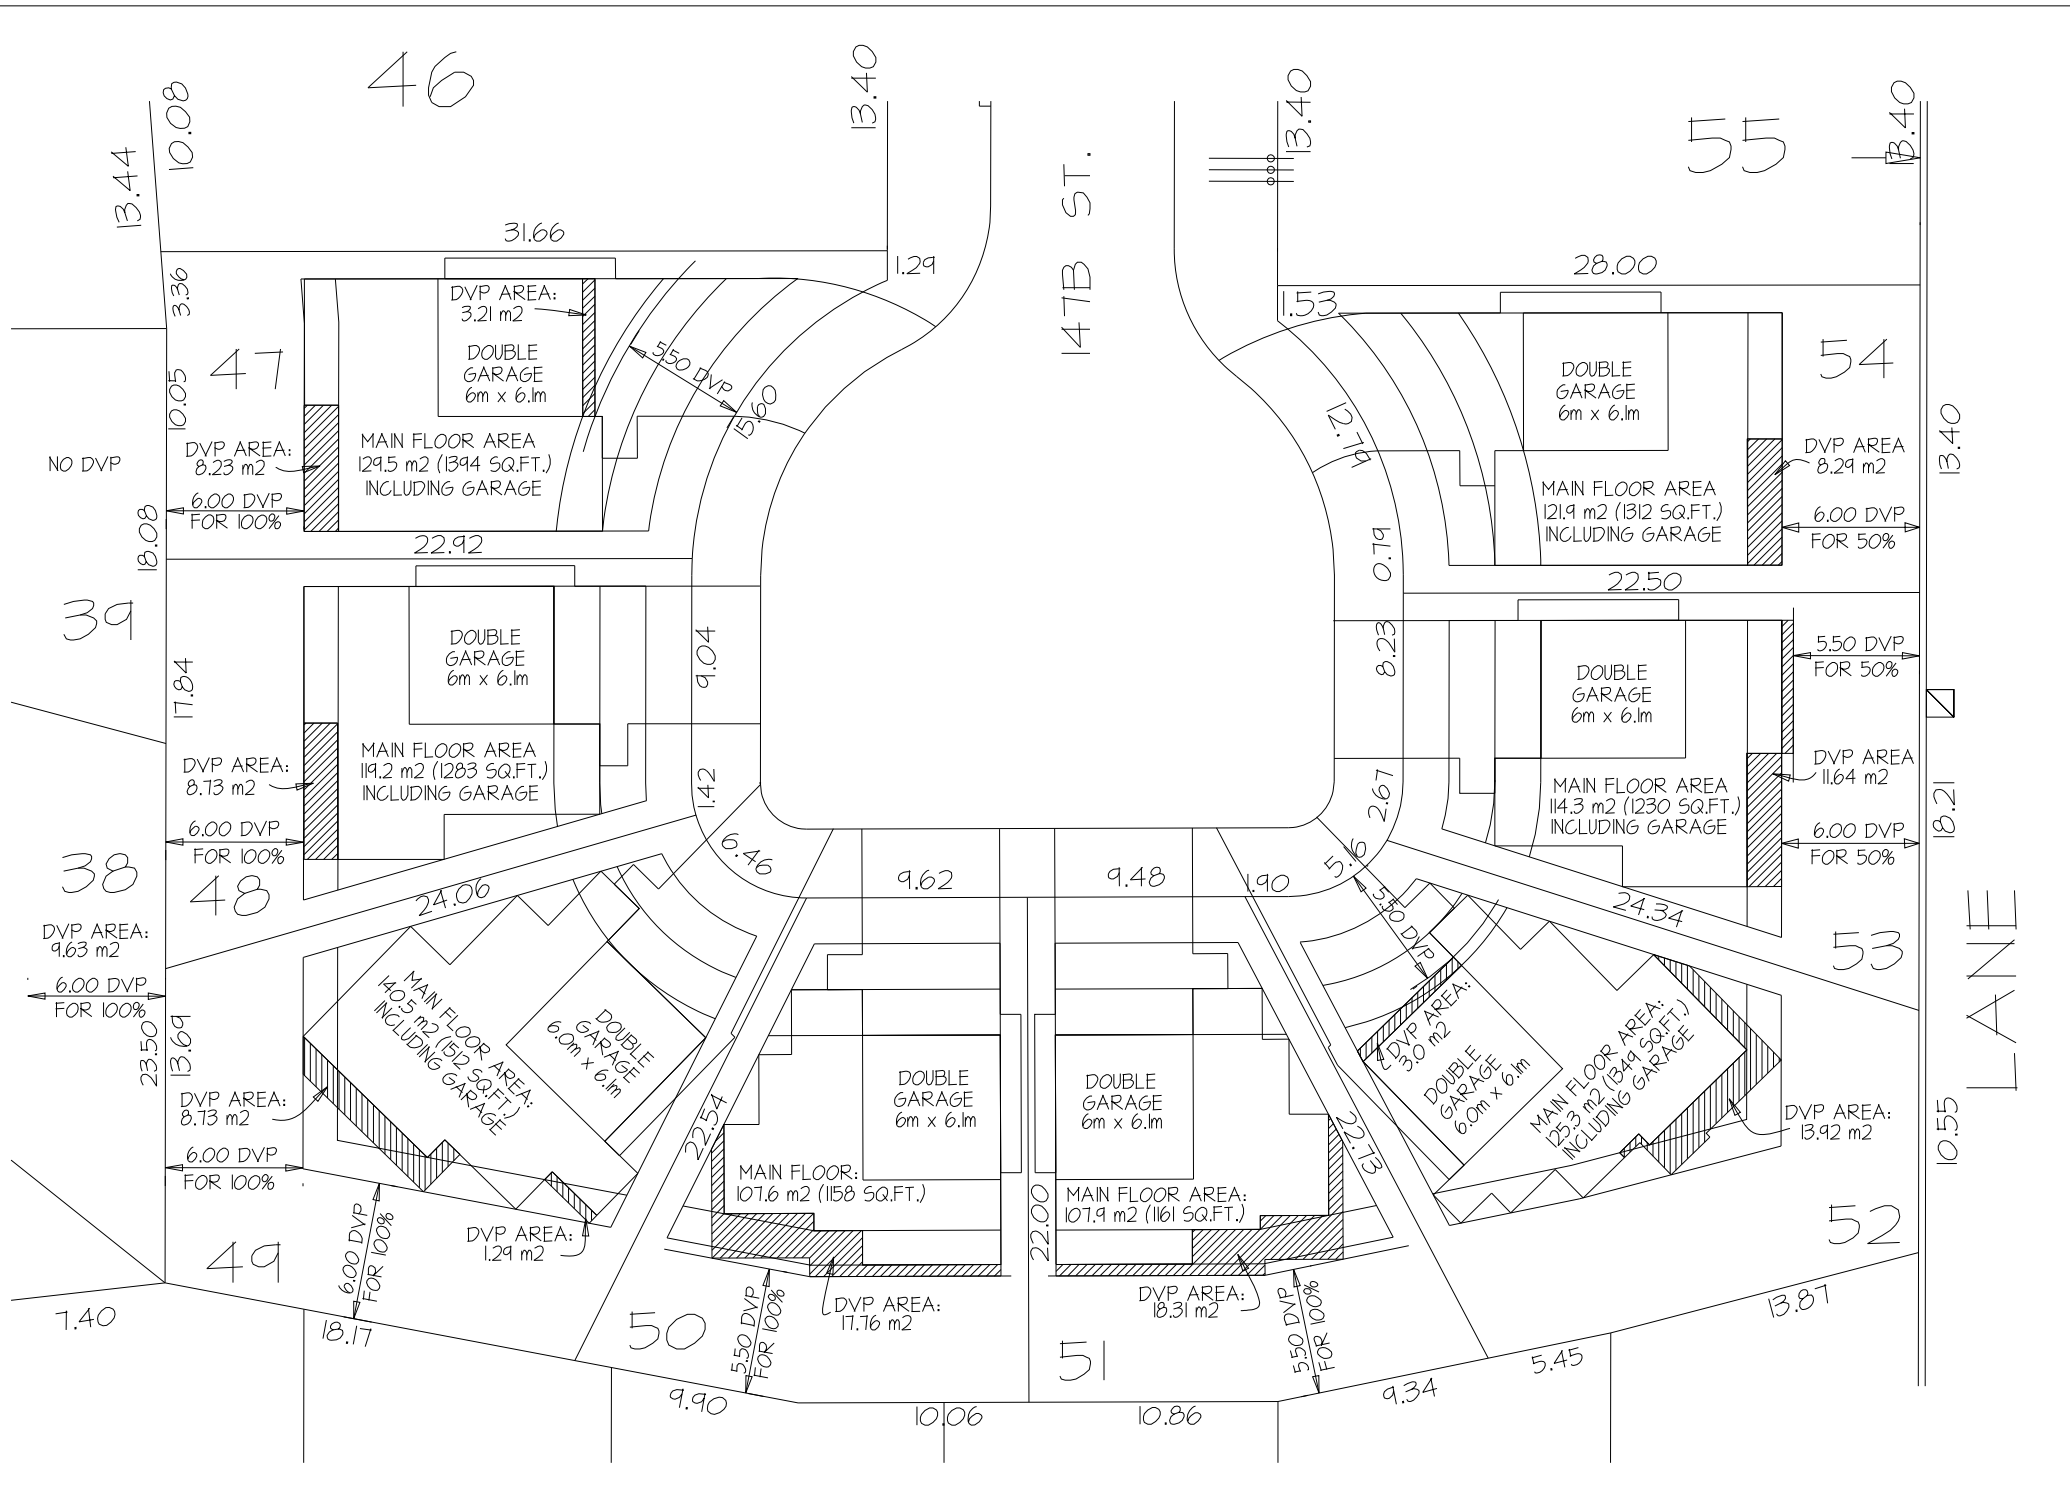 46
13.40
13.40
55
13.40
10.08
13.44
147B ST.
31.66
1.29
28.00
1.53
3.36
DVP AREA:
3.21 m2
DOUBLE
GARAGE
6m x 6.1m
5.50 DVP
15.60
47
10.05
NO DVP
DVP AREA:
8.23 m2
6.00 DVP
FOR 100%
MAIN FLOOR AREA
129.5 m2 (1394 SQ.FT.)
INCLUDING GARAGE
12.79
DOUBLE
GARAGE
6m x 6.1m
54
DVP AREA
8.29 m2
13.40
MAIN FLOOR AREA
121.9 m2 (1312 SQ.FT.)
INCLUDING GARAGE
6.00 DVP
FOR 50%
18.08
22.92
0.79
22.50
39
17.84
DOUBLE
GARAGE
6m x 6.1m
9.04
8.23
DOUBLE
GARAGE
6m x 6.1m
5.50 DVP
FOR 50%
DVP AREA:
8.73 m2
MAIN FLOOR AREA
119.2 m2 (1283 SQ.FT.)
INCLUDING GARAGE
1.42
2.67
MAIN FLOOR AREA
114.3 m2 (1230 SQ.FT.)
INCLUDING GARAGE
DVP AREA
11.64 m2
18.21
6.00 DVP
FOR 100%
6.00 DVP
FOR 50%
38
48
24.06
6.46
9.62
9.48
1.90
5.6
5.50 DVP
24.34
53
LANE
DVP AREA:
9.63 m2
6.00 DVP
FOR 100%
23.50
13.69
MAIN FLOOR AREA:
140.5 m2 (1512 SQ.FT.)
INCLUDING GARAGE
DOUBLE
GARAGE
6.0m x 6.1m
DVP AREA:
3.0 m2
DOUBLE
GARAGE
6.0m x 6.1m
MAIN FLOOR AREA:
125.3 m2 (1349 SQ.FT.)
INCLUDING GARAGE
DVP AREA:
8.73 m2
22.54
DOUBLE
GARAGE
6m x 6.1m
DOUBLE
GARAGE
6m x 6.1m
22.73
DVP AREA:
13.92 m2
10.55
6.00 DVP
FOR 100%
MAIN FLOOR:
107.6 m2 (1158 SQ.FT.)
MAIN FLOOR AREA:
107.9 m2 (1161 SQ.FT.)
22.00
49
6.00 DVP
FOR 100%
DVP AREA:
1.29 m2
52
7.40
18.17
50
5.50 DVP
FOR 100%
DVP AREA:
17.76 m2
DVP AREA:
18.31 m2
5.50 DVP
FOR 100%
13.87
51
5.45
9.90
10.06
10.86
9.34